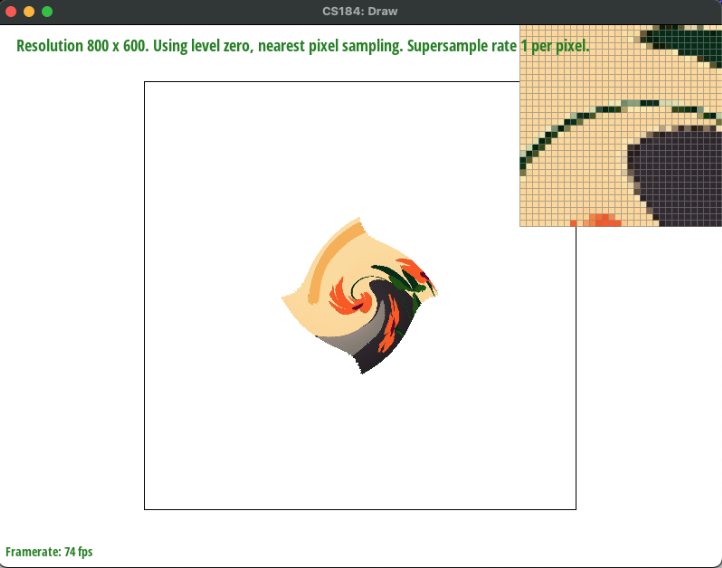 CS184: Draw
Resolution 800 x 600. Using level zero, nearest pixel sampling. Supersample rate 1 per pixel.
Framerate: 74 fps